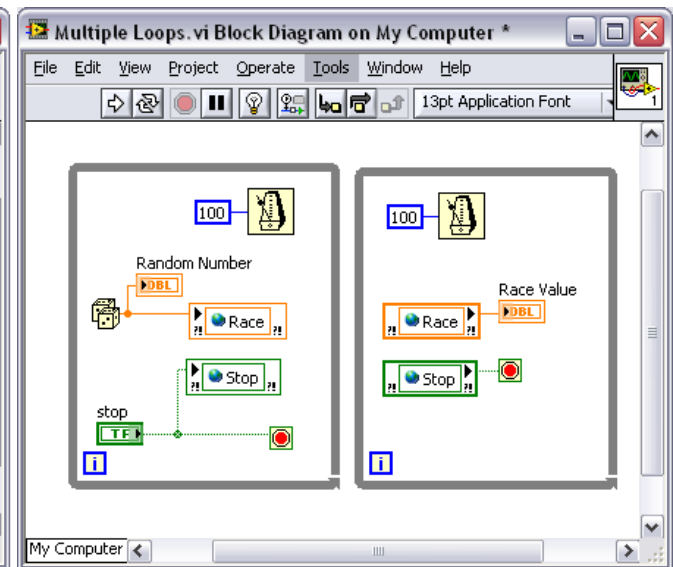 Multiple Loops.vi Block Diagram on My Computer *
File Edit View Project Operate Tools Window Help
13pt Application Font
1
100
100
Random Number
DBL
Race Value
DBL
?! Race ?!
?! Race ?!
?! Stop ?!
?! Stop ?!
stop
TF
i
i
My Computer